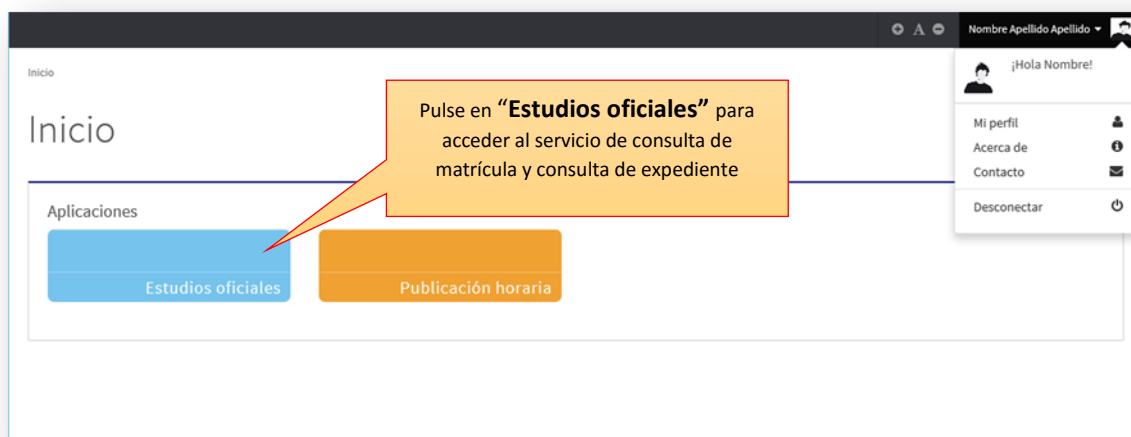 A
Nombre Apellido Apellido
Inicio
¡Hola Nombre!
Inicio
Pulse en “Estudios oficiales” para
acceder al servicio de consulta de
matrícula y consulta de expediente
Mi perfil
Acerca de
Contacto
Desconectar
Aplicaciones
Estudios oficiales
Publicación horaria